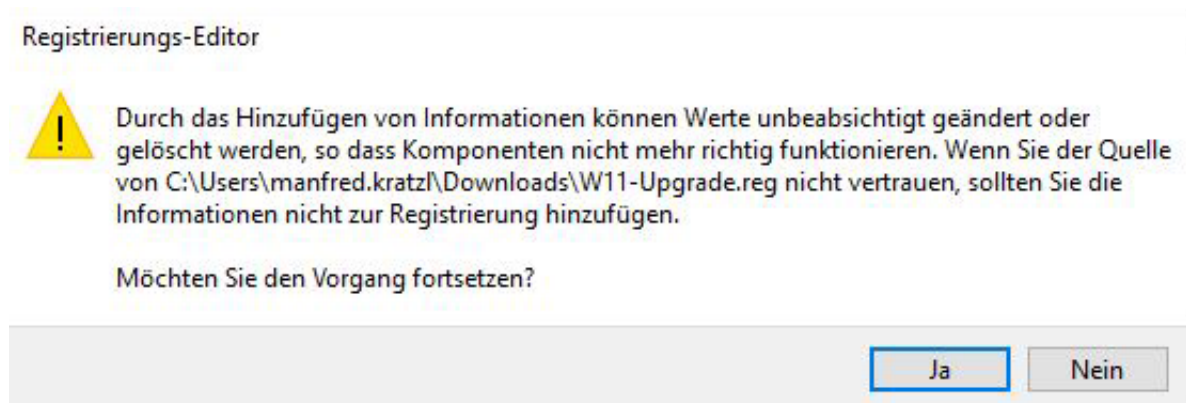 Registrierungs-Editor
!
Durch das Hinzufügen von Informationen können Werte unbeabsichtigt geändert oder
gelöscht werden, so dass Komponenten nicht mehr richtig funktionieren. Wenn Sie der Quelle
von C:\Users\manfred.kratzl\Downloads\W11-Upgrade.reg nicht vertrauen, sollten Sie die
Informationen nicht zur Registrierung hinzufügen.
Möchten Sie den Vorgang fortsetzen?
Ja Nein